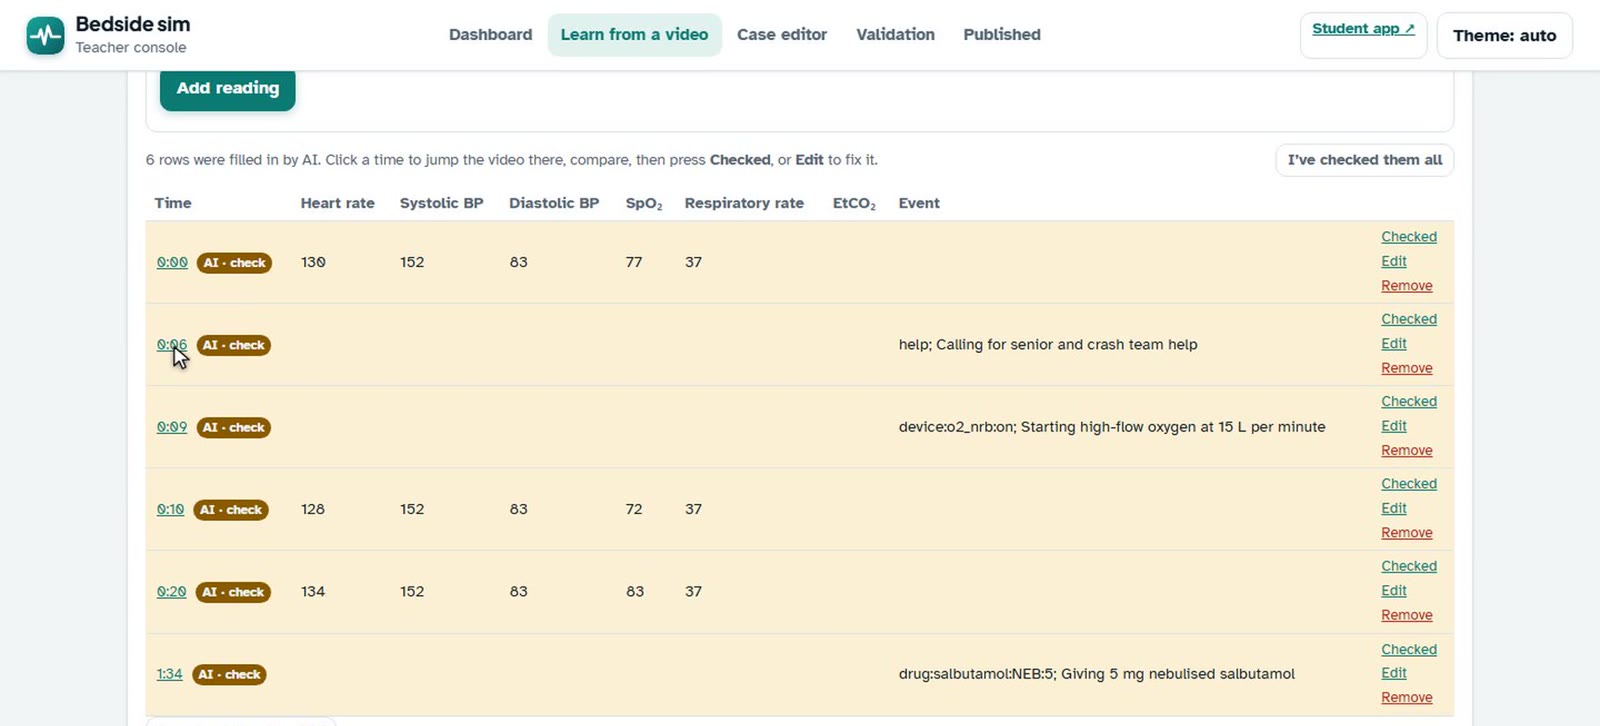 Bedside sim
Teacher console
Dashboard
Learn from a video
Case editor
Validation
Published
Student app ↗
Theme: auto
Add reading
6 rows were filled in by AI. Click a time to jump the video there, compare, then press Checked, or Edit to fix it.
I've checked them all
Time Heart rate Systolic BP Diastolic BP SpO₂ Respiratory rate EtCO₂ Event
0:00 AI · check 130 152 83 77 37
Checked
Edit
Remove
0:06 AI · check help; Calling for senior and crash team help
Checked
Edit
Remove
0:09 AI · check device:o2_nrb:on; Starting high-flow oxygen at 15 L per minute
Checked
Edit
Remove
0:10 AI · check 128 152 83 72 37
Checked
Edit
Remove
0:20 AI · check 134 152 83 83 37
Checked
Edit
Remove
1:34 AI · check drug:salbutamol:NEB:5; Giving 5 mg nebulised salbutamol
Checked
Edit
Remove